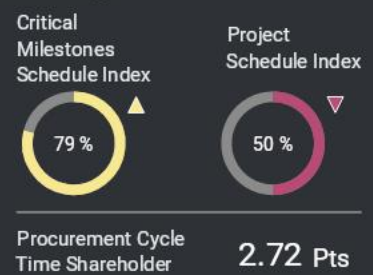 Critical
Milestones
Schedule Index
79 %
Project
Schedule Index
50 %
Procurement Cycle
Time Shareholder
2.72 Pts